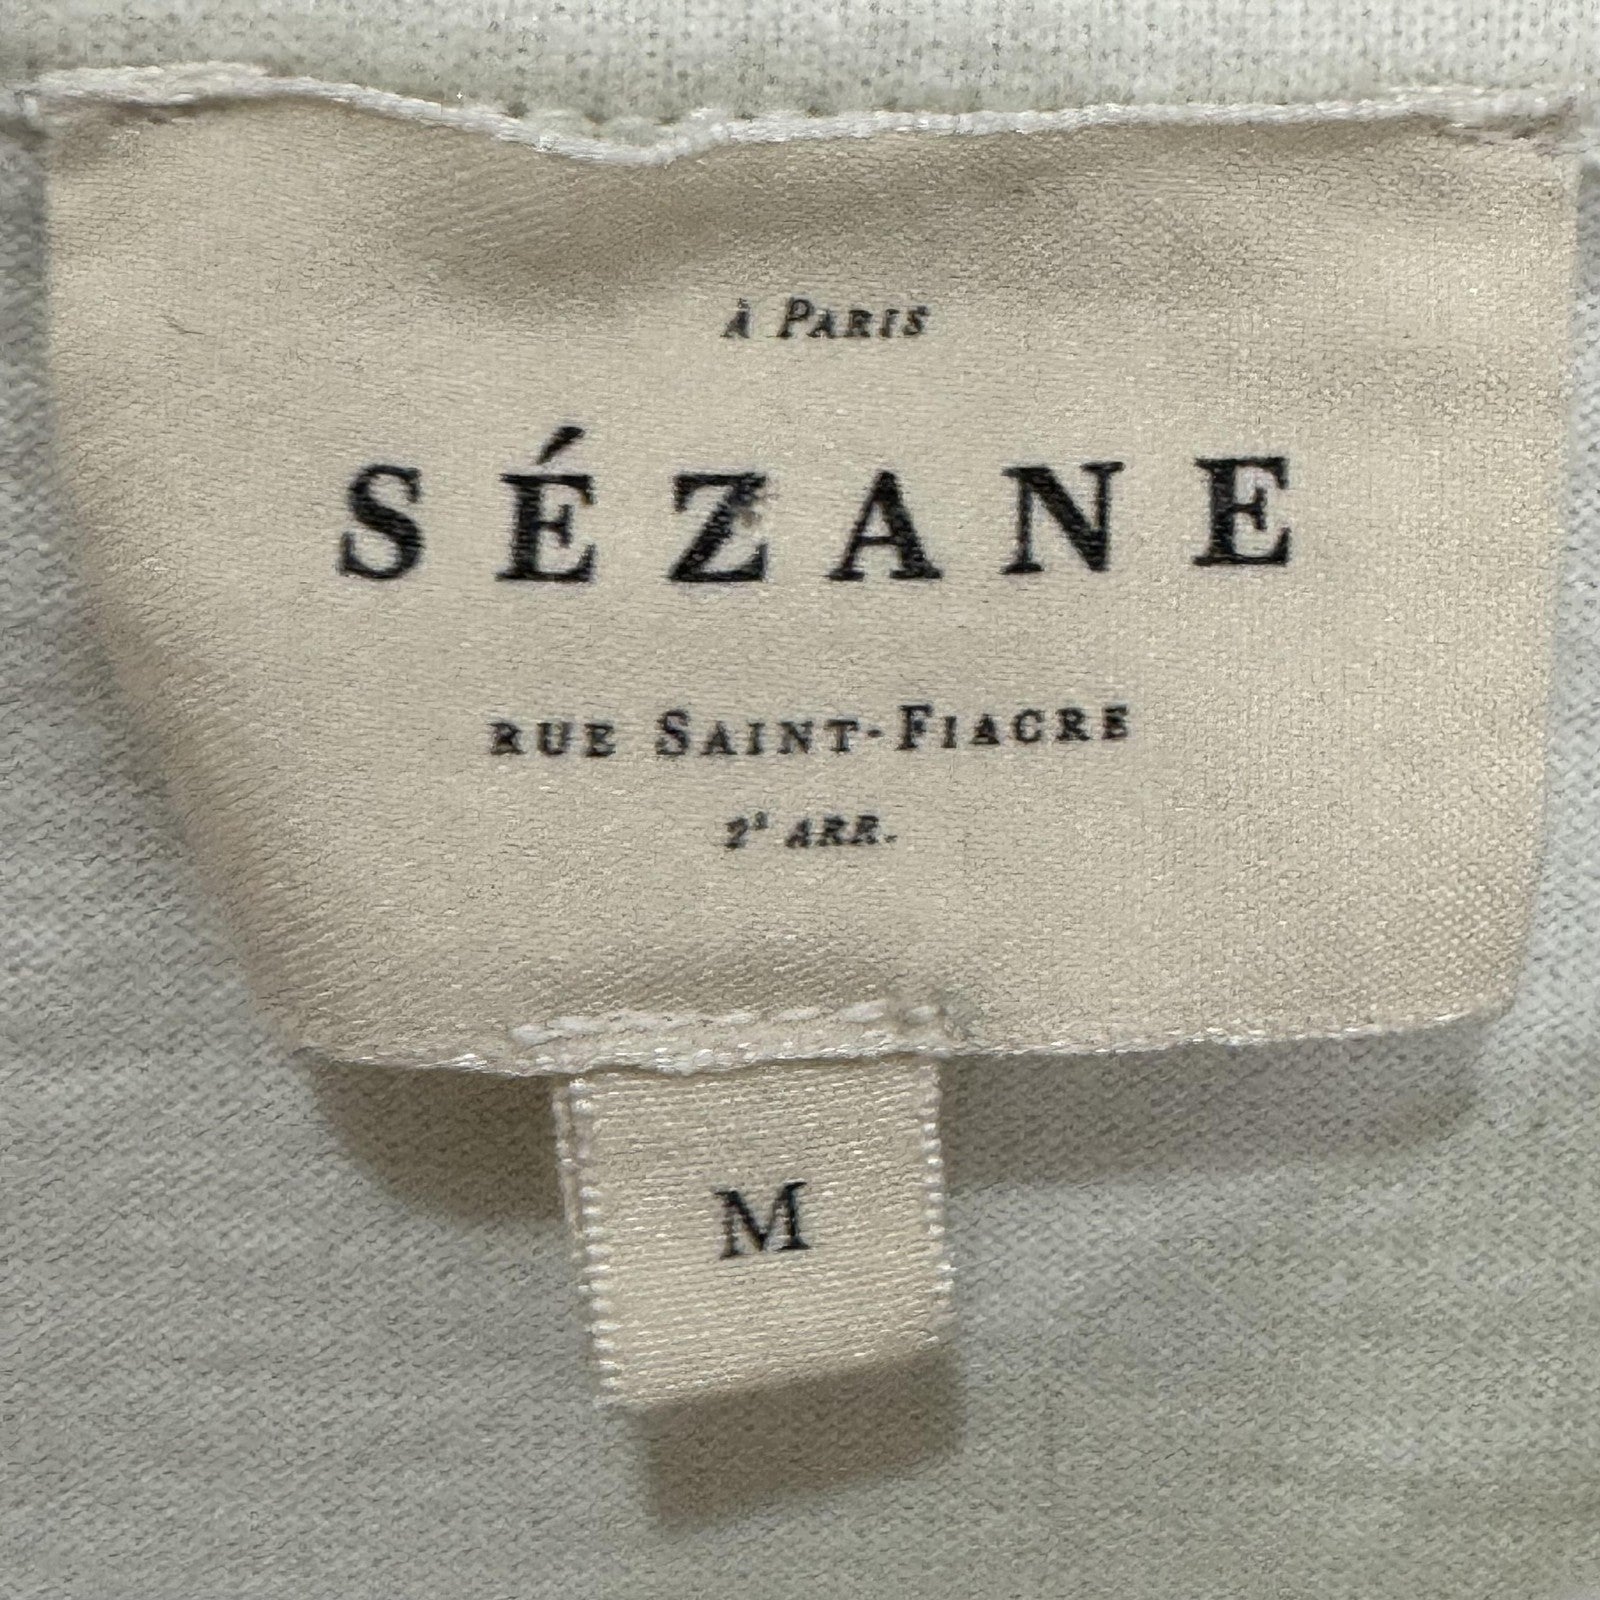 À PARIS
SÉZANE
RUE SAINT-FIACRE
2e ARR.
M